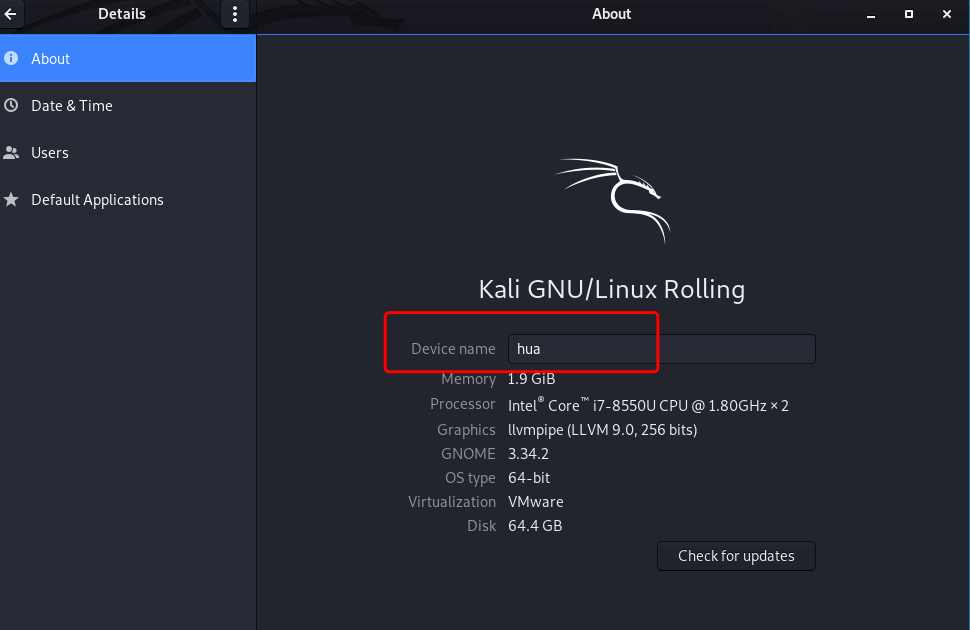 Details
About
About
Date & Time
Users
Default Applications
Kali GNU/Linux Rolling
Device name hua
Memory 1.9 GiB
Processor Intel® Core™ i7-8550U CPU @ 1.80GHz × 2
Graphics llvmpipe (LLVM 9.0, 256 bits)
GNOME 3.34.2
OS type 64-bit
Virtualization VMware
Disk 64.4 GB
Check for updates